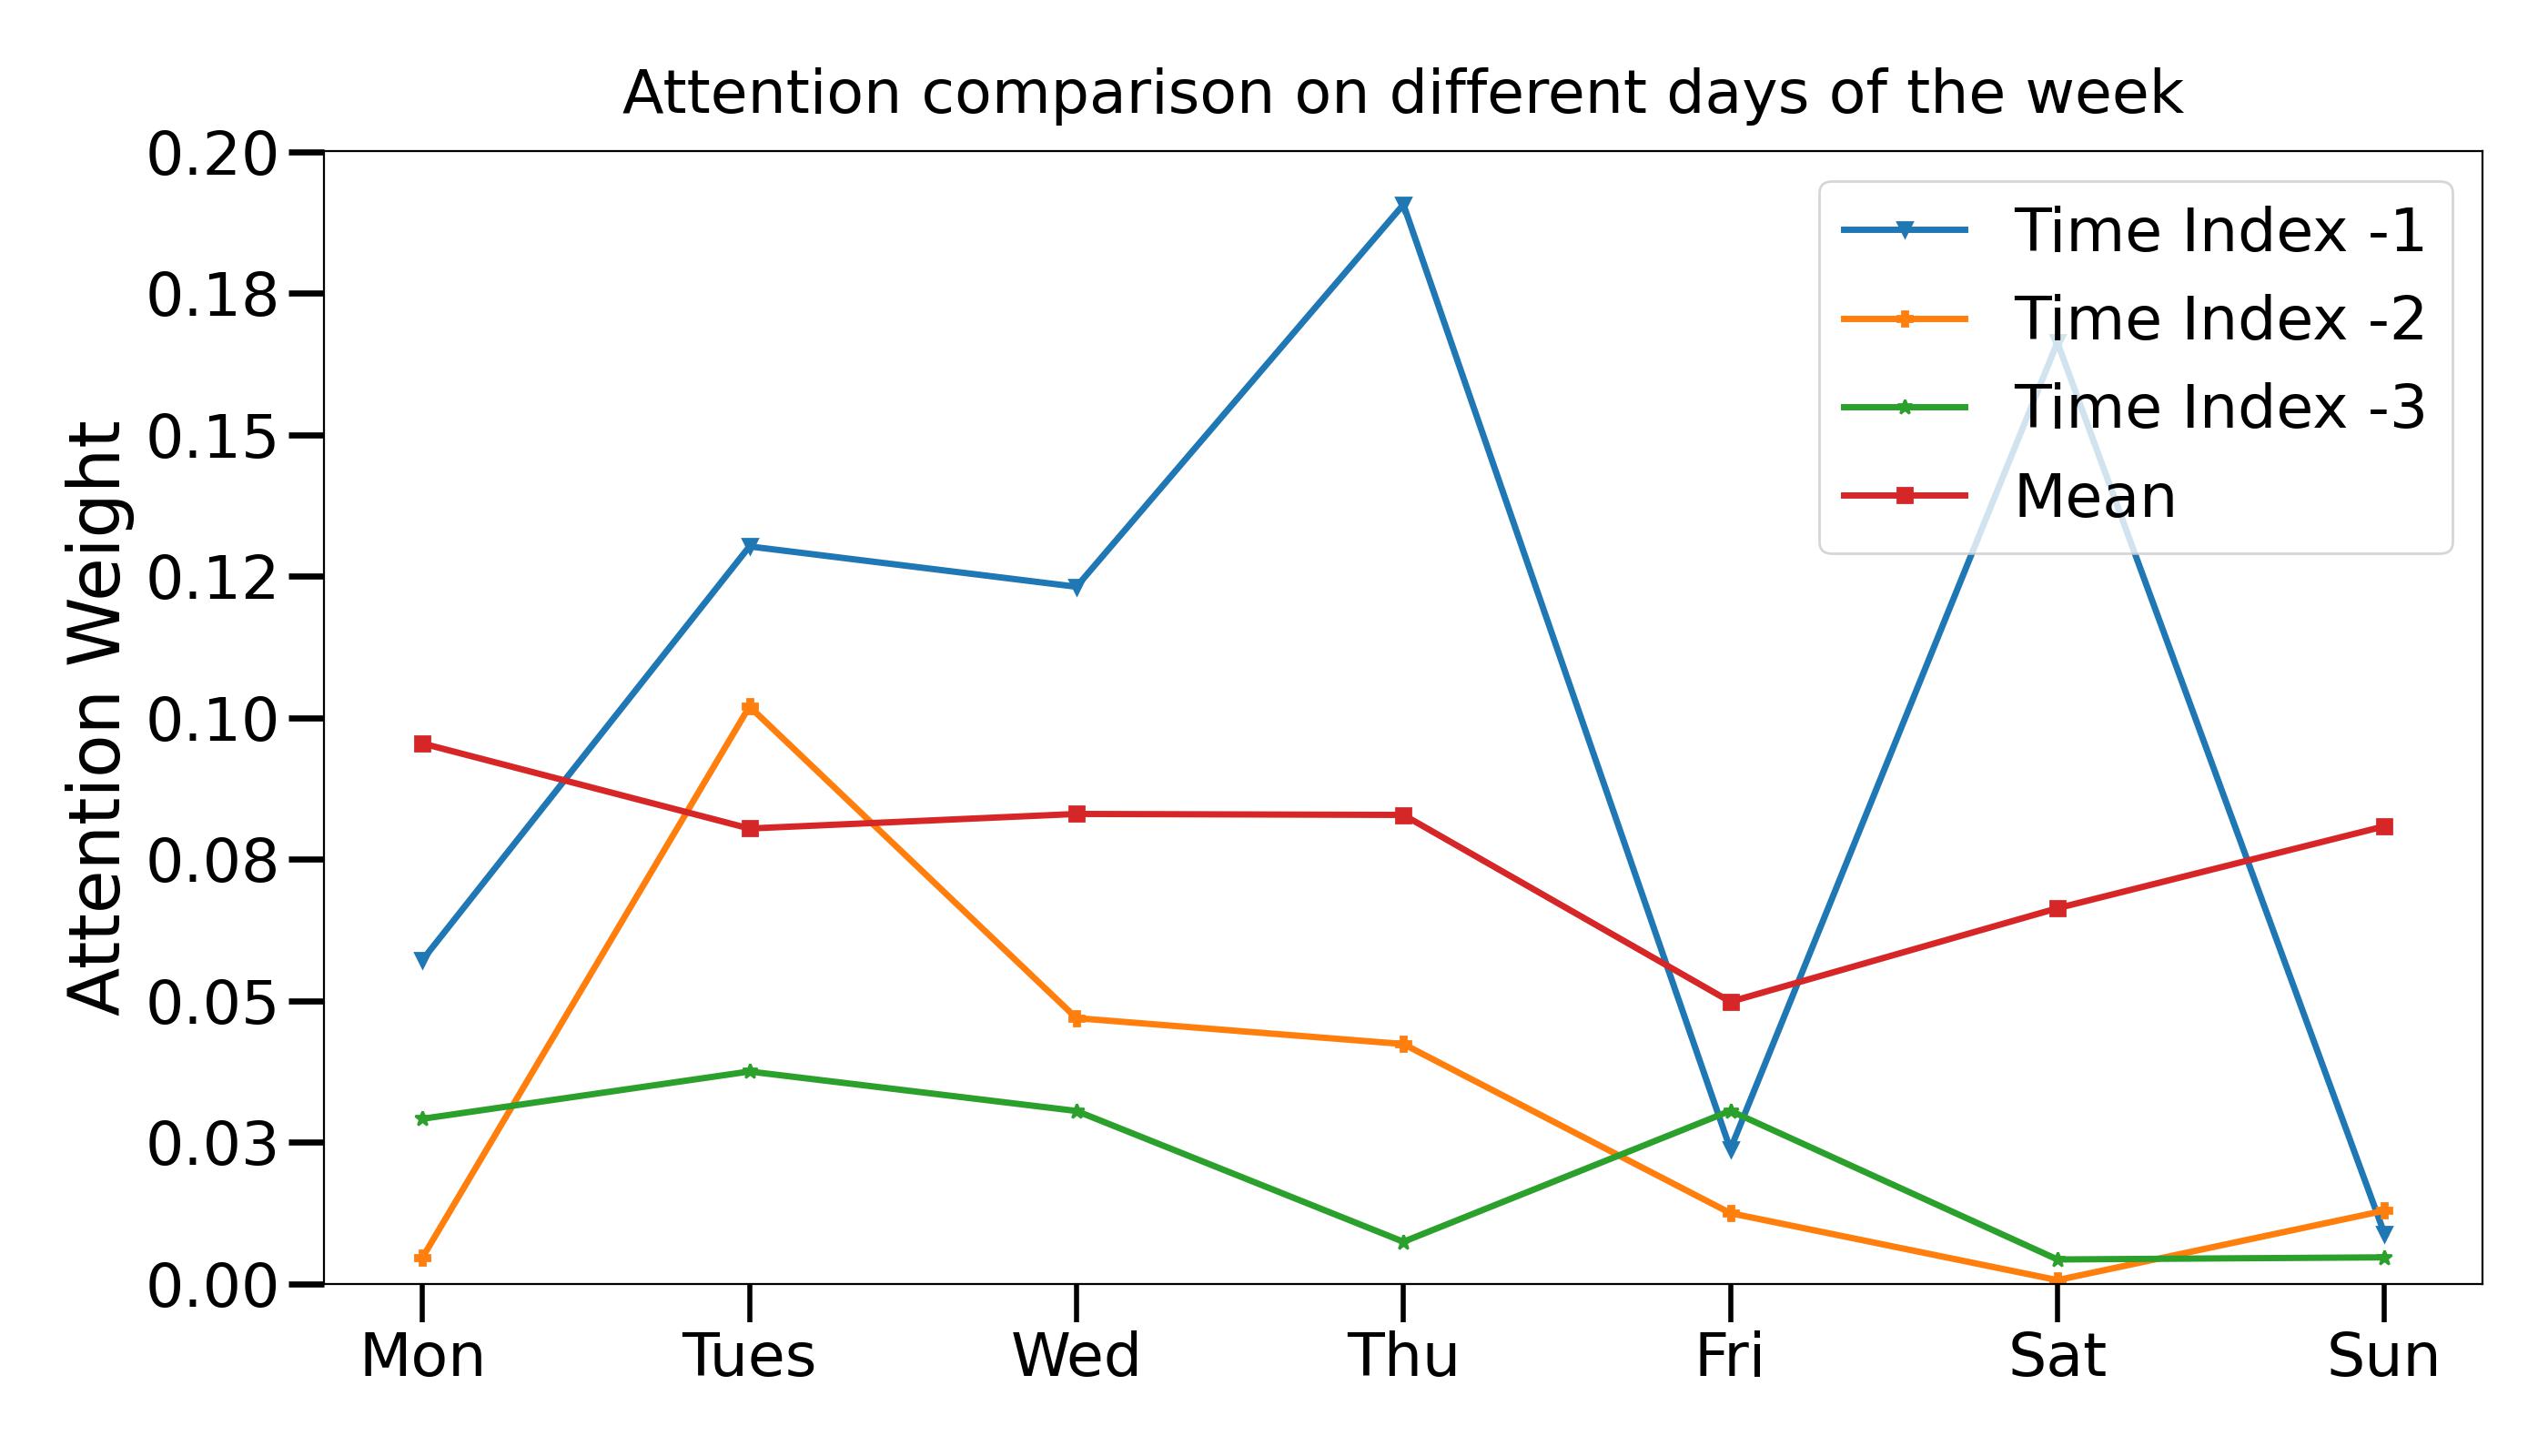 Attention comparison on different days of the week
Attention Weight
0.20
0.18
0.15
0.12
0.10
0.08
0.05
0.03
0.00
Time Index -1
Time Index -2
Time Index -3
Mean
Mon Tues Wed Thu Fri Sat Sun